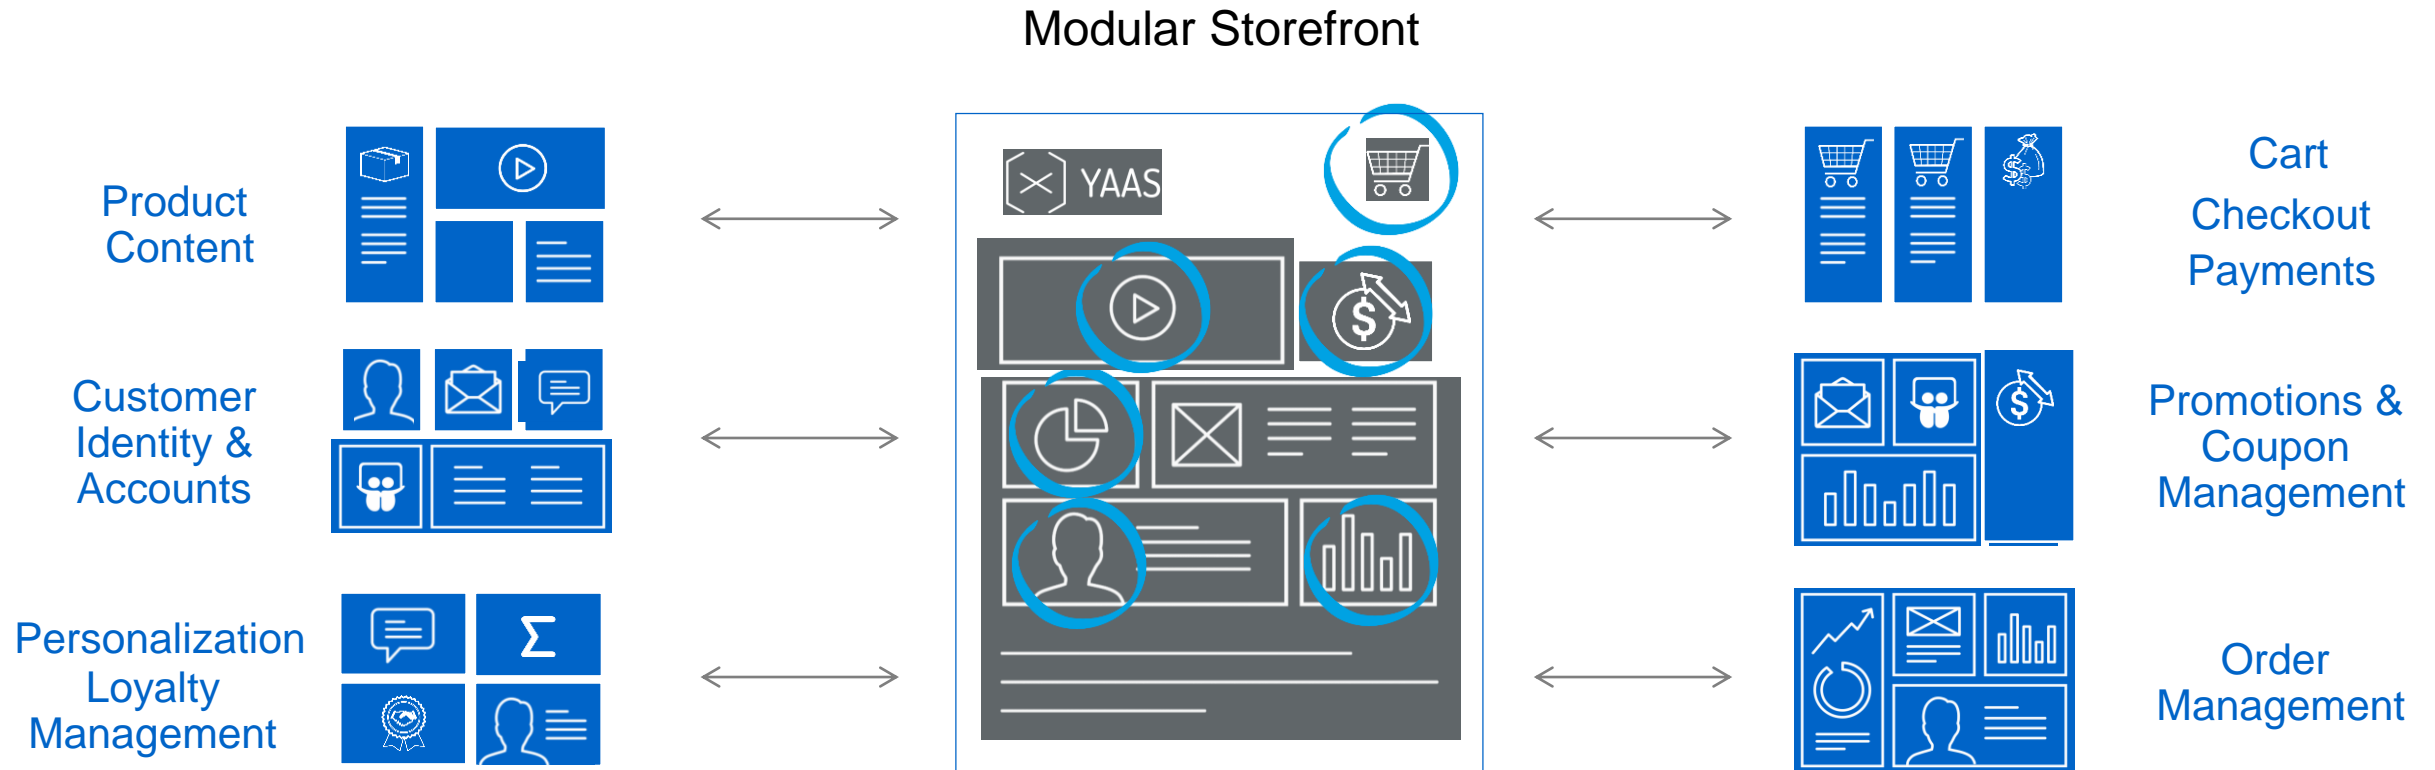 Modular Storefront
Product
Content
Customer
Identity &
Accounts
Personalization
Loyalty
Management
YAAS
Cart
Checkout
Payments
Promotions &
Coupon
Management
Order
Management